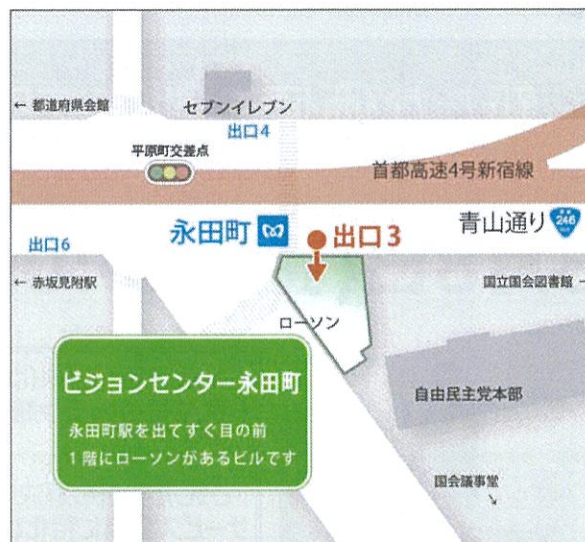 ← 都道府県会館
セブンイレブン
出口4
平原町交差点
首都高速4号新宿線
永田町
出口3
青山通り
246
出口6
← 赤坂見附駅
国立国会図書館 →
ローソン
ビジョンセンター永田町
永田町駅を出てすぐ目の前
1階にローソンがあるビルです
自由民主党本部
国会議事堂
↘